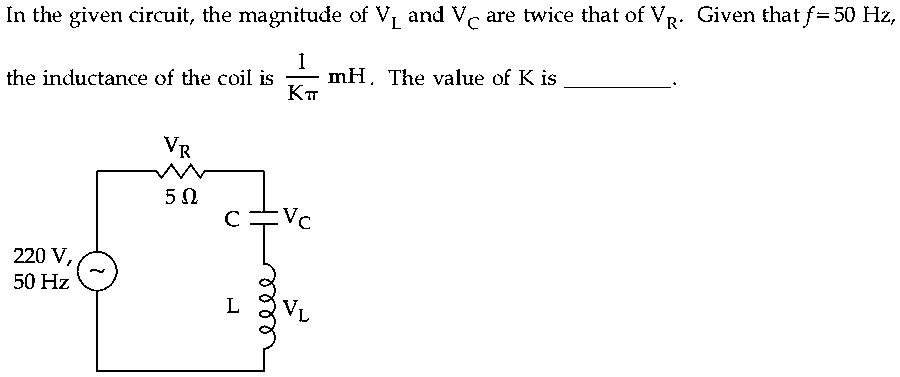 In the given circuit, the magnitude of V_L and V_C are twice that of V_R. Given that f=50 Hz,
the inductance of the coil is 1/Kπ mH. The value of K is ________.
V_R
5 Ω
C V_C
220 V,
50 Hz
~
L V_L